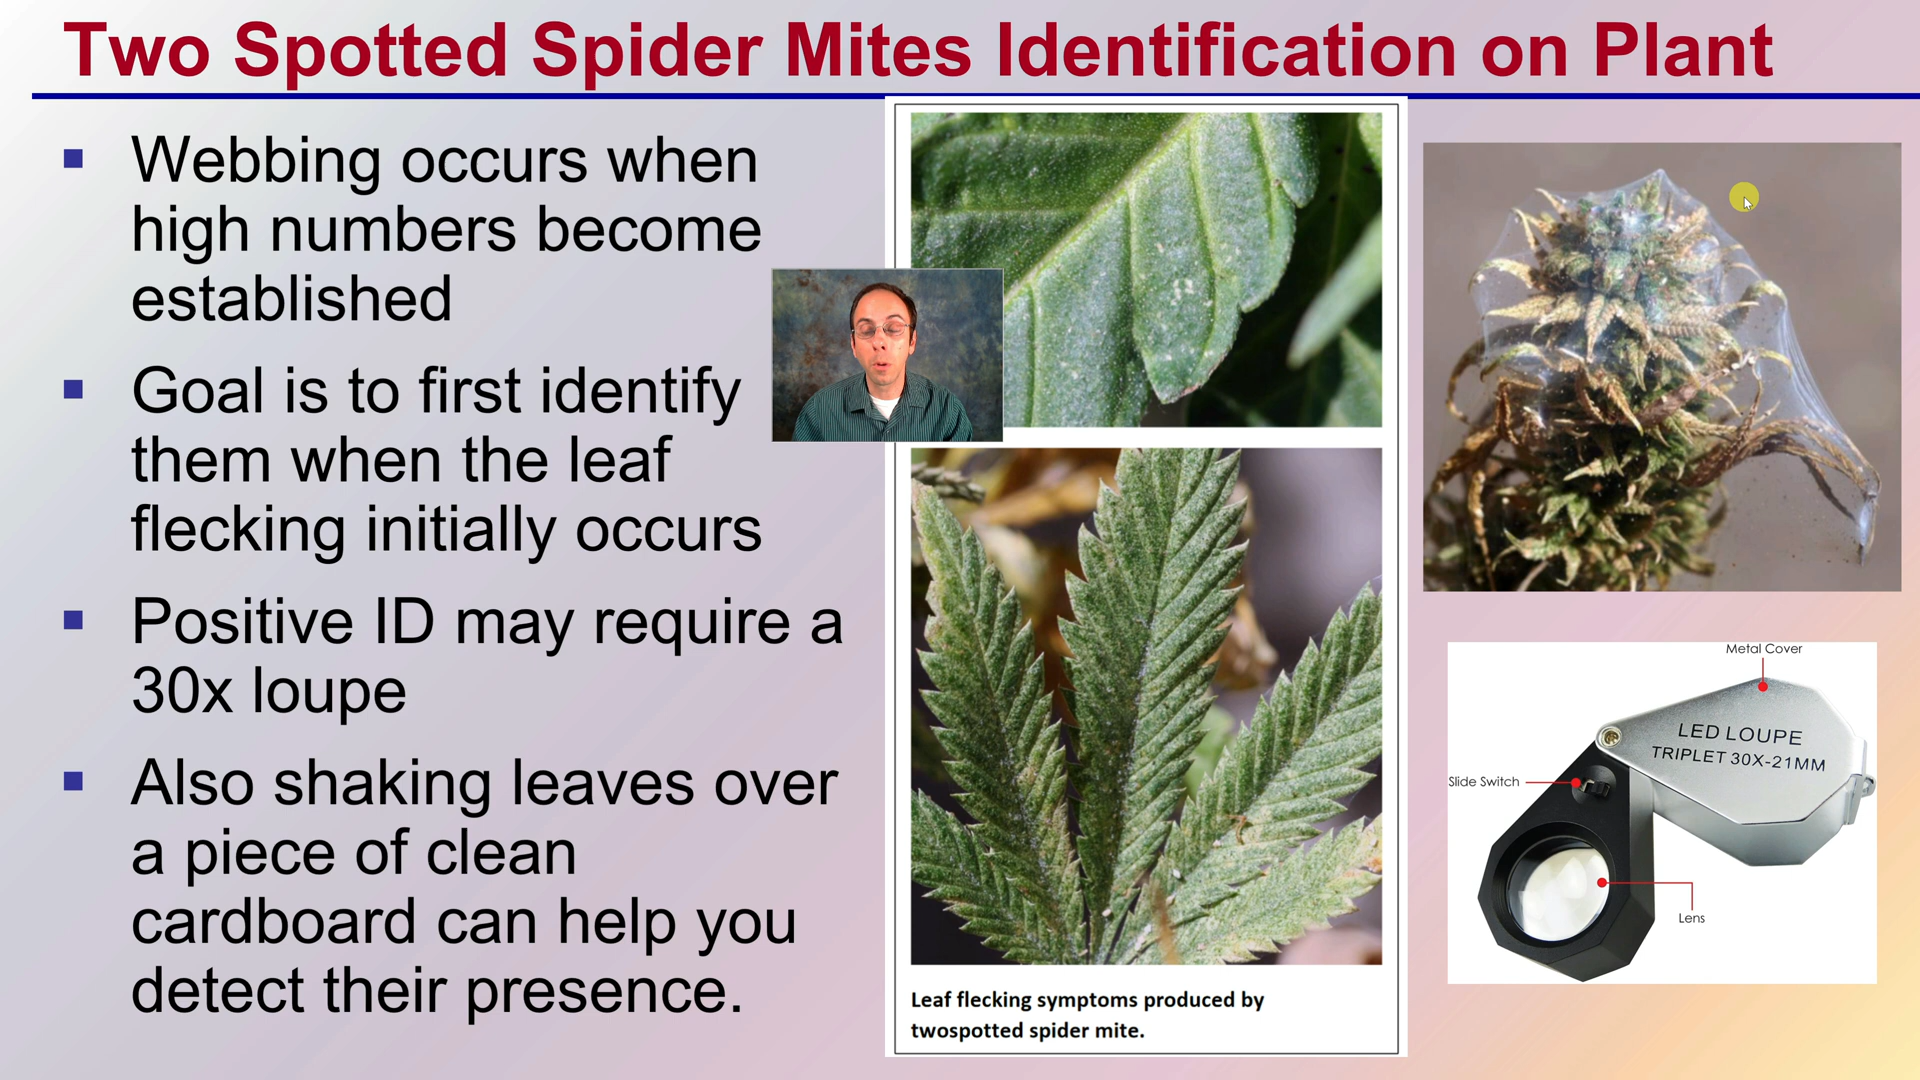 Two Spotted Spider Mites Identification on Plant
Webbing occurs when
high numbers become
established
Goal is to first identify
them when the leaf
flecking initially occurs
Positive ID may require a
30x loupe
Also shaking leaves over
a piece of clean
cardboard can help you
detect their presence.
Leaf flecking symptoms produced by
twospotted spider mite.
Metal Cover
LED LOUPE
TRIPLET 30X-21MM
Slide Switch
Lens